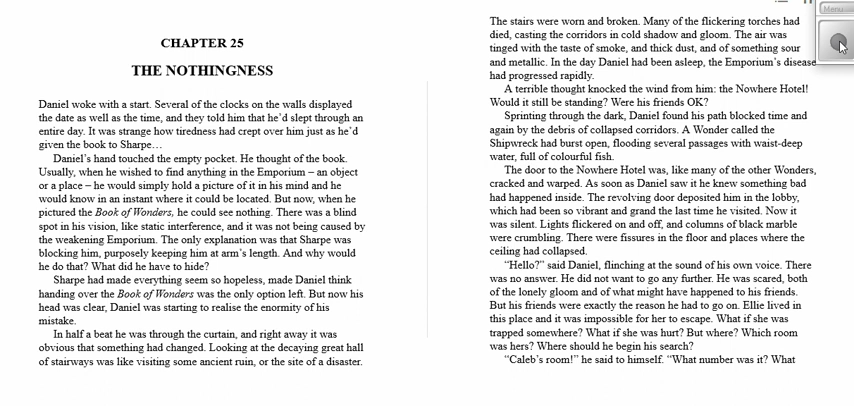 CHAPTER 25
THE NOTHINGNESS
Daniel woke with a start. Several of the clocks on the walls displayed
the date as well as the time, and they told him that he’d slept through an
entire day. It was strange how tiredness had crept over him just as he’d
given the book to Sharpe…
Daniel’s hand touched the empty pocket. He thought of the book.
Usually, when he wished to find anything in the Emporium – an object
or a place – he would simply hold a picture of it in his mind and he
would know in an instant where it could be located. But now, when he
pictured the Book of Wonders, he could see nothing. There was a blind
spot in his vision, like static interference, and it was not being caused by
the weakening Emporium. The only explanation was that Sharpe was
blocking him, purposely keeping him at arm’s length. And why would
he do that? What did he have to hide?
Sharpe had made everything seem so hopeless, made Daniel think
handing over the Book of Wonders was the only option left. But now his
head was clear, Daniel was starting to realise the enormity of his
mistake.
In half a beat he was through the curtain, and right away it was
obvious that something had changed. Looking at the decaying great hall
of stairways was like visiting some ancient ruin, or the site of a disaster.
The stairs were worn and broken. Many of the flickering torches had
died, casting the corridors in cold shadow and gloom. The air was
tinged with the taste of smoke, and thick dust, and of something sour
and metallic. In the day Daniel had been asleep, the Emporium’s disease
had progressed rapidly.
A terrible thought knocked the wind from him: the Nowhere Hotel!
Would it still be standing? Were his friends OK?
Sprinting through the dark, Daniel found his path blocked time and
again by the debris of collapsed corridors. A Wonder called the
Shipwreck had burst open, flooding several passages with waist-deep
water, full of colourful fish.
The door to the Nowhere Hotel was, like many of the other Wonders,
cracked and warped. As soon as Daniel saw it he knew something bad
had happened inside. The revolving door deposited him in the lobby,
which had been so vibrant and grand the last time he visited. Now it
was silent. Lights flickered on and off, and columns of black marble
were crumbling. There were fissures in the floor and places where the
ceiling had collapsed.
“Hello?” said Daniel, flinching at the sound of his own voice. There
was no answer. He did not want to go any further. He was scared, both
of the lonely gloom and of what might have happened to his friends.
But his friends were exactly the reason he had to go on. Ellie lived in
this place and it was impossible for her to escape. What if she was
trapped somewhere? What if she was hurt? But where? Which room
was hers? Where should he begin his search?
“Caleb’s room!” he said to himself. “What number was it? What
Menu